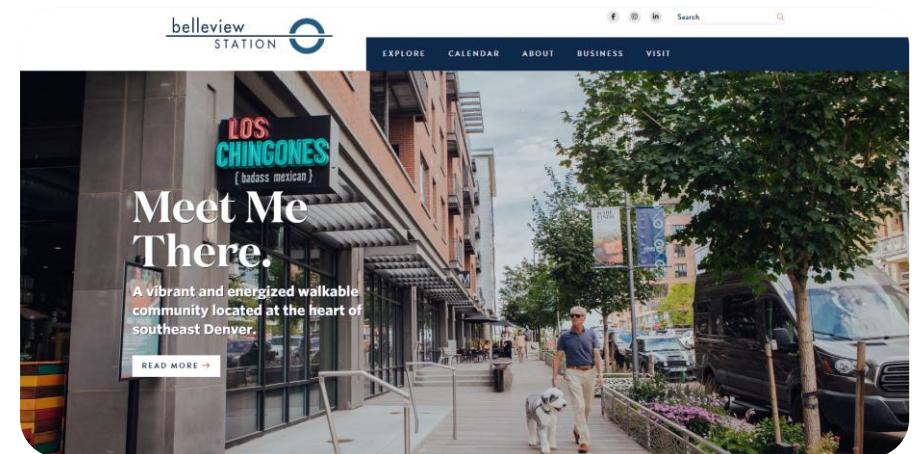 belleview
STATION
f in Search
EXPLORE CALENDAR ABOUT BUSINESS VISIT
LOS
CHINGONES
{ badass mexican }
Meet Me
There.
A vibrant and energized walkable
community located at the heart of
southeast Denver.
READ MORE →